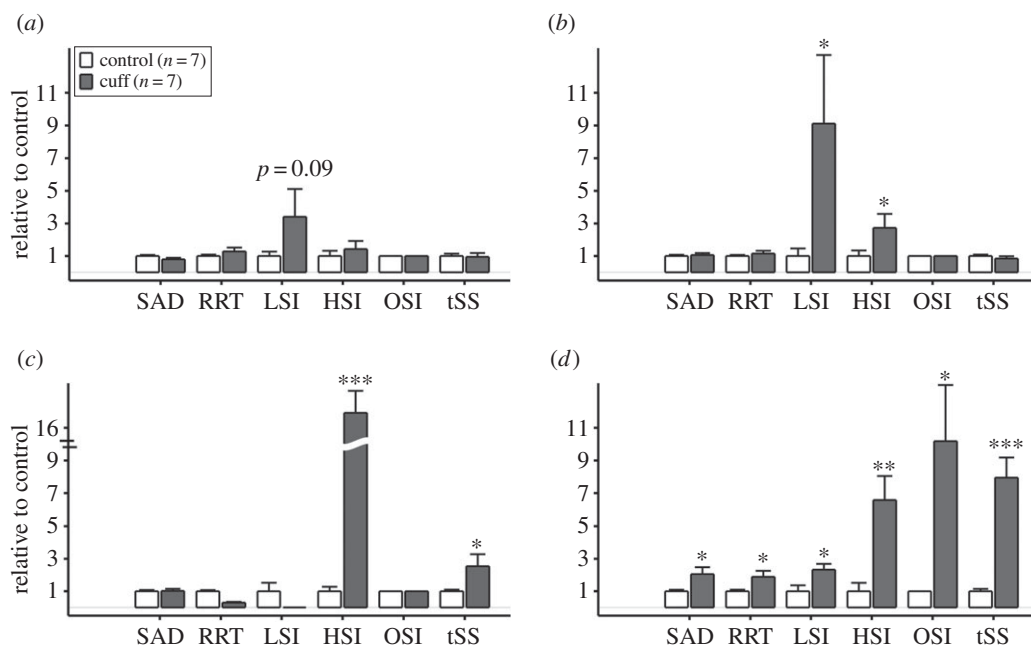 (a)
control (n = 7)
cuff (n = 7)
relative to control
11
9
7
5
3
1
p = 0.09
SAD RRT LSI HSI OSI tSS
(b)
11
9
7
5
3
1
*
*
SAD RRT LSI HSI OSI tSS
(c)
relative to control
16
9
7
5
3
1
***
*
SAD RRT LSI HSI OSI tSS
(d)
11
9
7
5
3
1
*
*
*
**
*
***
SAD RRT LSI HSI OSI tSS